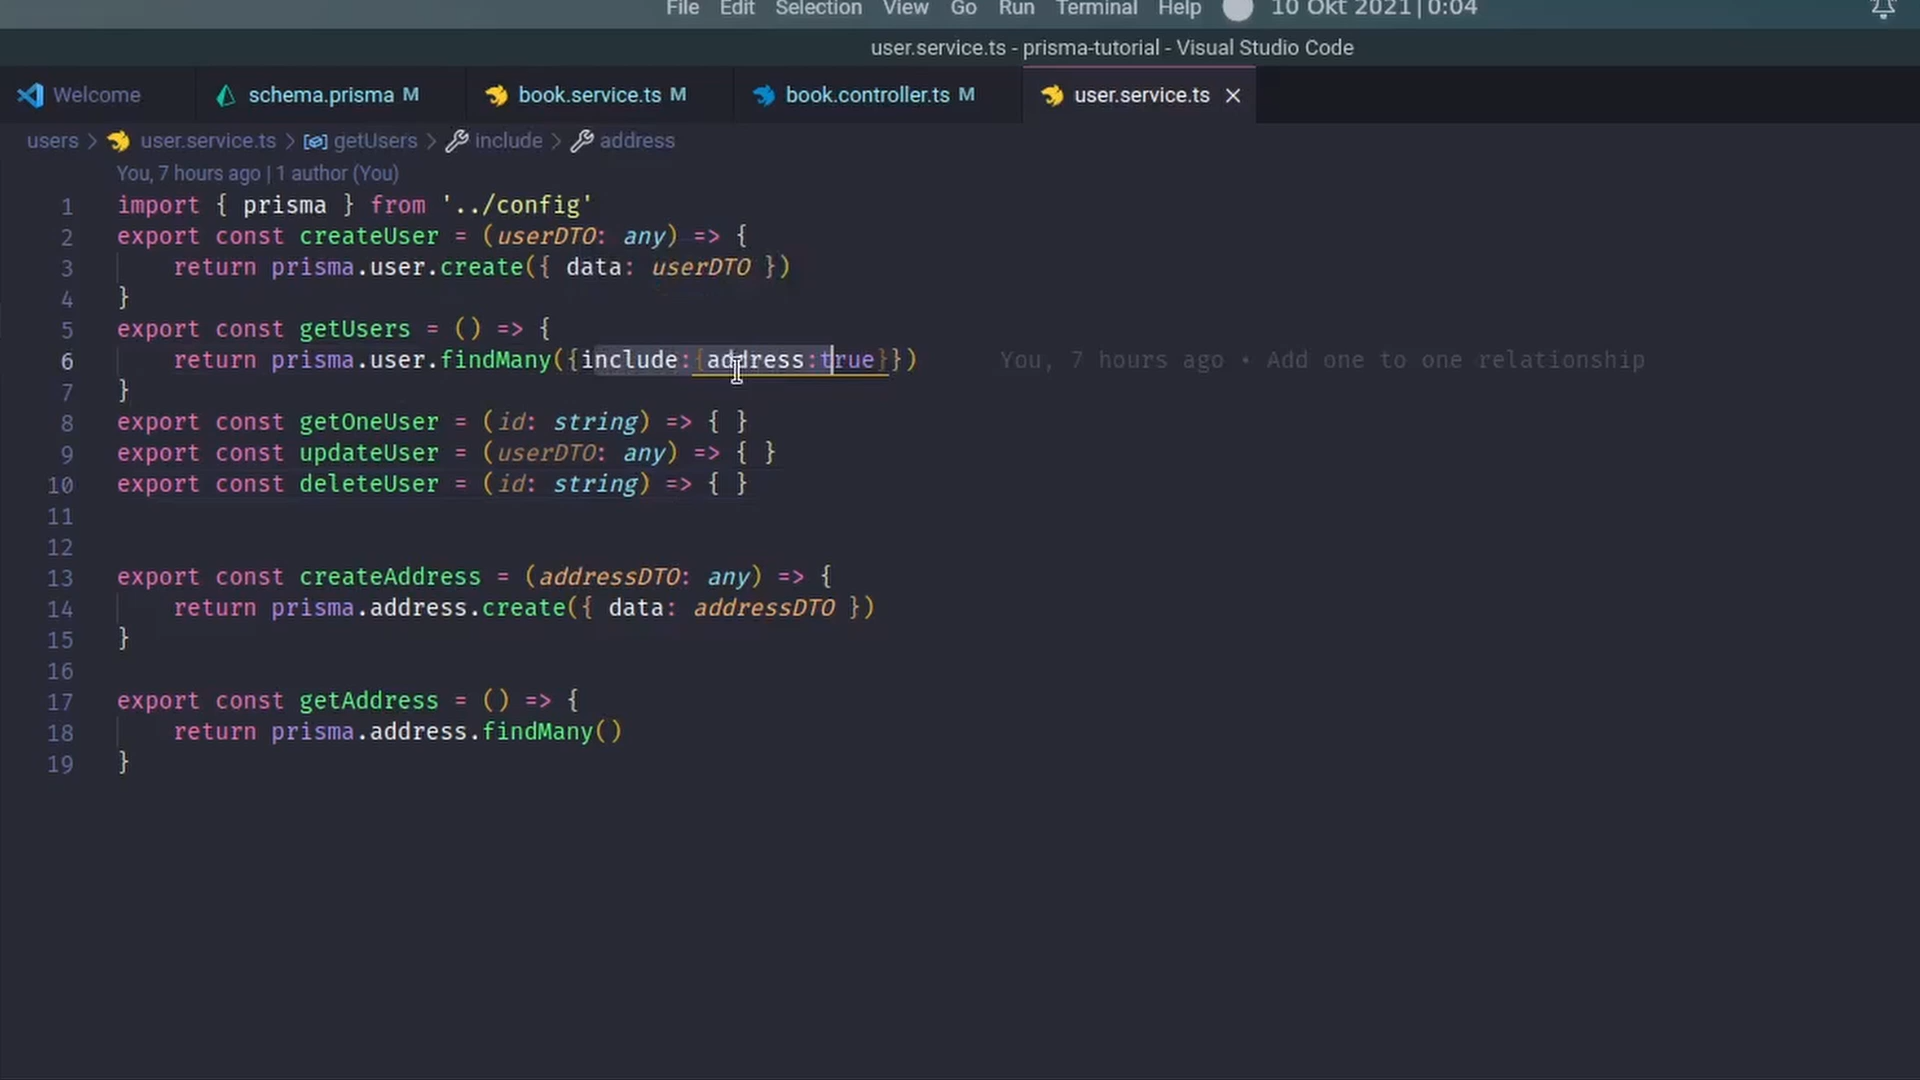 File Edit Selection View Go Run Terminal Help 10 Okt 2021 | 0:04
user.service.ts - prisma-tutorial - Visual Studio Code
Welcome schema.prisma M book.service.ts M book.controller.ts M user.service.ts
users > user.service.ts > getUsers > include > address
You, 7 hours ago | 1 author (You)
1 import { prisma } from '../config'
2 export const createUser = (userDTO: any) => {
3 return prisma.user.create({ data: userDTO })
4 }
5 export const getUsers = () => {
6 return prisma.user.findMany({include:{address:true}}) You, 7 hours ago • Add one to one relationship
7 }
8 export const getOneUser = (id: string) => { }
9 export const updateUser = (userDTO: any) => { }
10 export const deleteUser = (id: string) => { }
11
12
13 export const createAddress = (addressDTO: any) => {
14 return prisma.address.create({ data: addressDTO })
15 }
16
17 export const getAddress = () => {
18 return prisma.address.findMany()
19 }